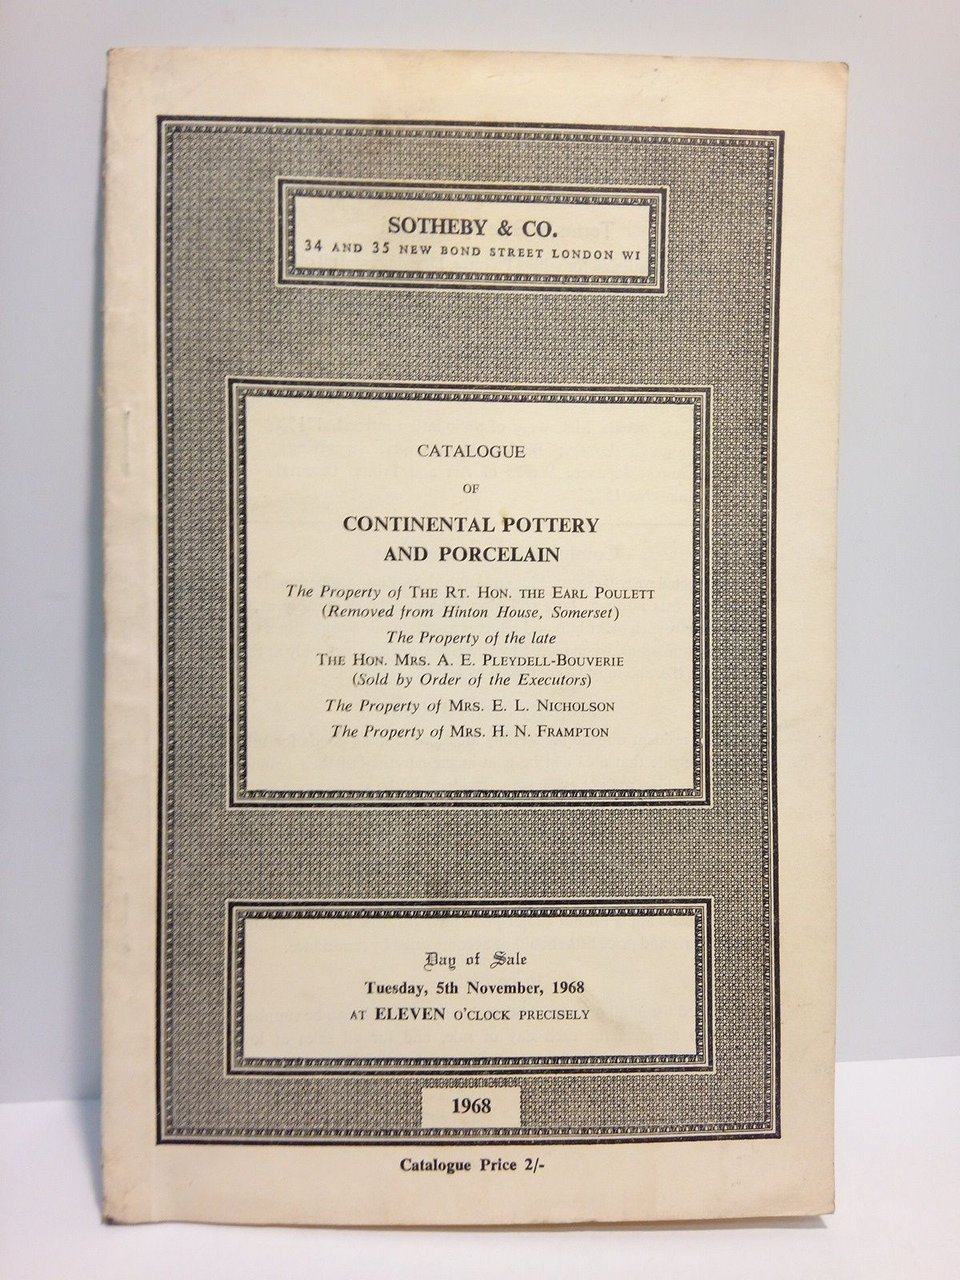 SOTHEBY & CO.
34 AND 35 NEW BOND STREET LONDON W1
CATALOGUE
OF
CONTINENTAL POTTERY
AND PORCELAIN
The Property of THE RT. HON. THE EARL POULETT
(Removed from Hinton House, Somerset)
The Property of the late
THE HON. MRS. A. E. PLEYDELL-BOUVERIE
(Sold by Order of the Executors)
The Property of MRS. E. L. NICHOLSON
The Property of MRS. H. N. FRAMPTON
Day of Sale
Tuesday, 5th November, 1968
AT ELEVEN O'CLOCK PRECISELY
1968
Catalogue Price 2/-